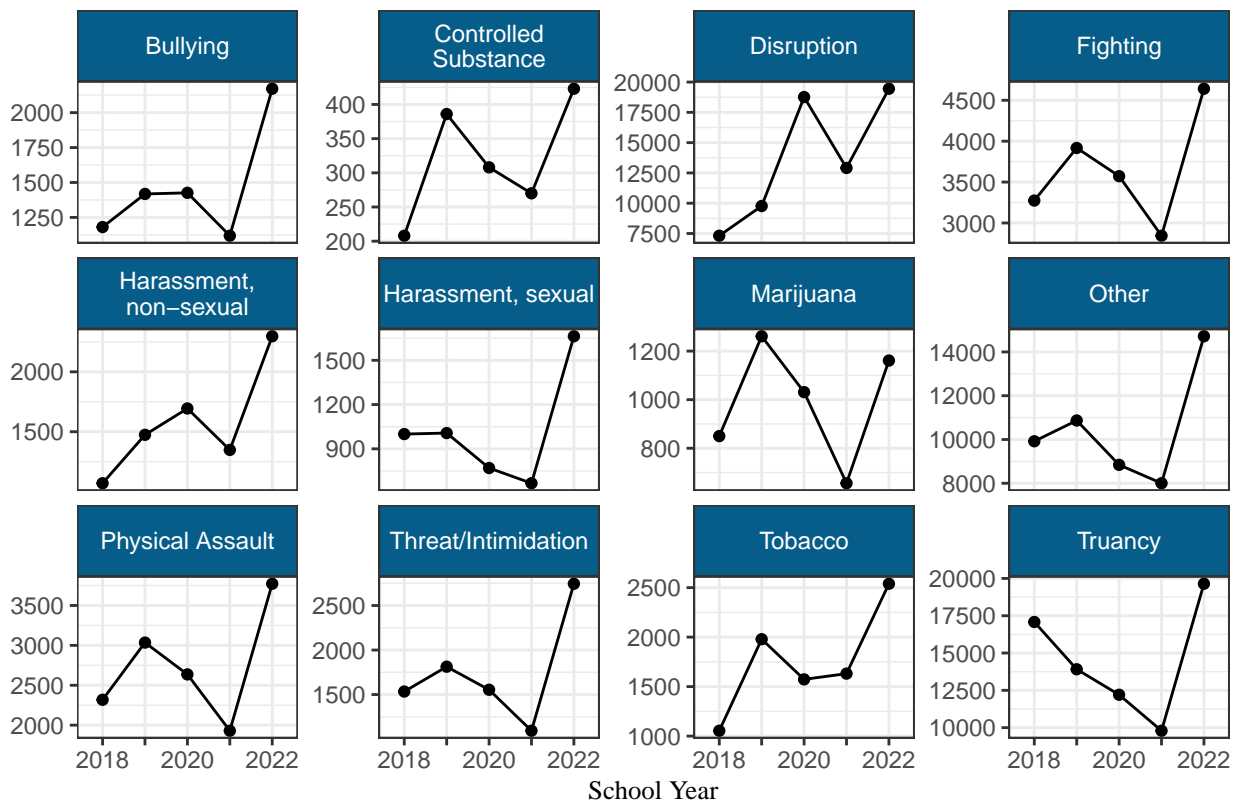 Bullying
Controlled
Substance
Disruption
Fighting
2000
1750
1500
1250
400
350
300
250
200
20000
17500
15000
12500
10000
7500
4500
4000
3500
3000
Harassment,
non−sexual
Harassment, sexual
Marijuana
Other
2000
1500
1500
1200
900
1200
1000
800
14000
12000
10000
8000
Physical Assault
Threat/Intimidation
Tobacco
Truancy
3500
3000
2500
2000
2500
2000
1500
2500
2000
1500
1000
20000
17500
15000
12500
10000
2018 2020 2022
2018 2020 2022
2018 2020 2022
2018 2020 2022
School Year